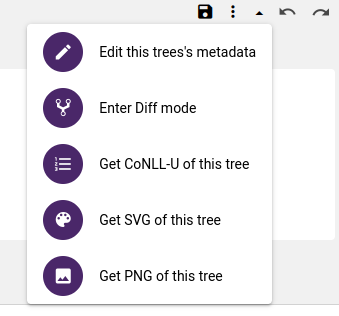 Edit this trees's metadata
Enter Diff mode
Get CoNLL-U of this tree
Get SVG of this tree
Get PNG of this tree